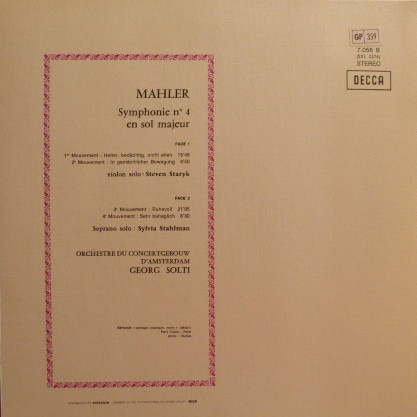 GP 359
7.058 B
STEREO
DECCA
MAHLER
Symphonie n° 4
en sol majeur
FACE 1
1er Mouvement : Heiter, bedächtig, nicht eilen
2e Mouvement : In gemächlicher Bewegung
violon solo : Steven Staryk
FACE 2
3e Mouvement : Ruhevoll
4e Mouvement : Sehr behaglich
Soprano solo : Sylvia Stahlman
ORCHESTRE DU CONCERTGEBOUW
D'AMSTERDAM
GEORG SOLTI